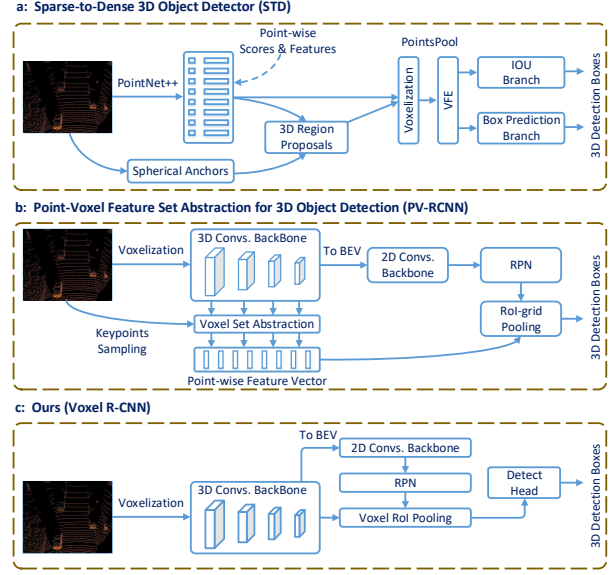 a: Sparse-to-Dense 3D Object Detector (STD)
Point-wise
Scores & Features
PointNet++
Spherical Anchors
3D Region
Proposals
PointsPool
Voxelization
VFE
IOU
Branch
Box Prediction
Branch
3D Detection Boxes
b: Point-Voxel Feature Set Abstraction for 3D Object Detection (PV-RCNN)
Voxelization
3D Convs. BackBone
To BEV
2D Convs.
Backbone
RPN
Keypoints
Sampling
Voxel Set Abstraction
Point-wise Feature Vector
RoI-grid
Pooling
3D Detection Boxes
c: Ours (Voxel R-CNN)
Voxelization
3D Convs. BackBone
To BEV
2D Convs. Backbone
RPN
Voxel RoI Pooling
Detect
Head
3D Detection Boxes